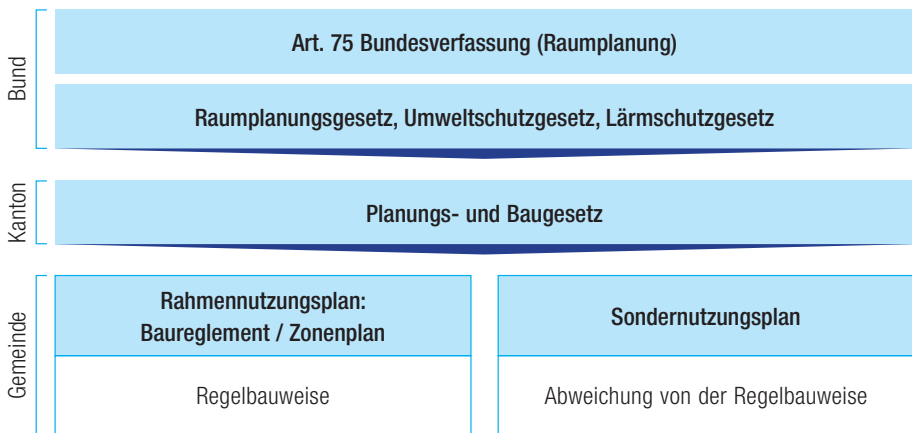 Bund
Art. 75 Bundesverfassung (Raumplanung)
Raumplanungsgesetz, Umweltschutzgesetz, Lärmschutzgesetz
Kanton
Planungs- und Baugesetz
Gemeinde
Rahmennutzungsplan:
Baureglement / Zonenplan
Regelbauweise
Sondernutzungsplan
Abweichung von der Regelbauweise